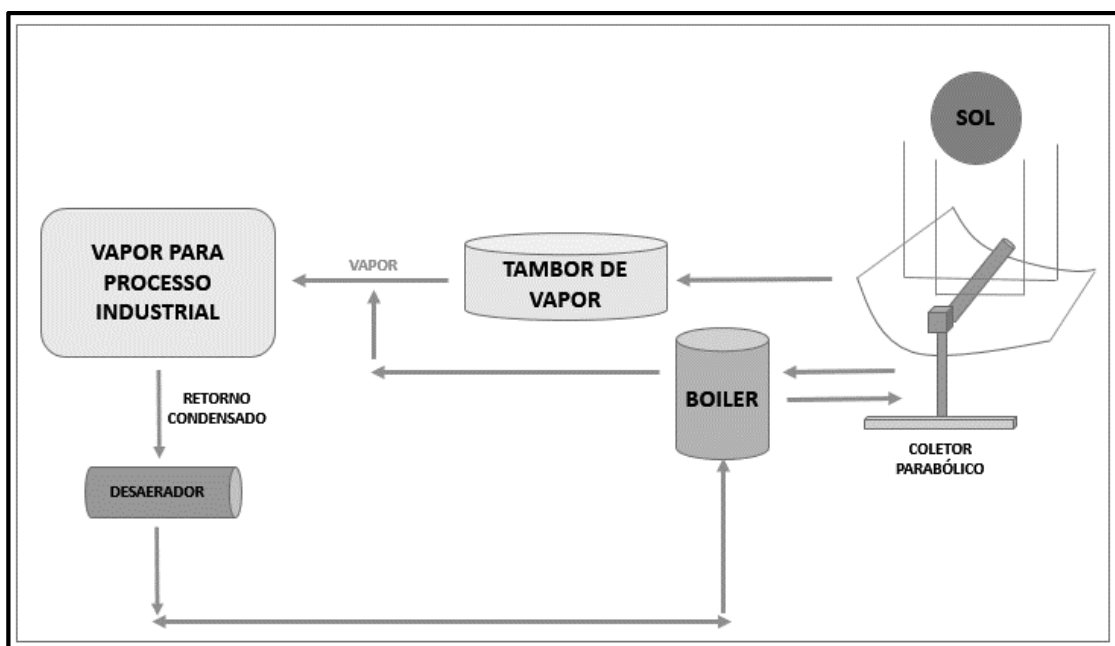 SOL
VAPOR PARA
PROCESSO
INDUSTRIAL
VAPOR
TAMBOR DE
VAPOR
BOILER
RETORNO
CONDENSADO
COLETOR
PARABÓLICO
DESAERADOR